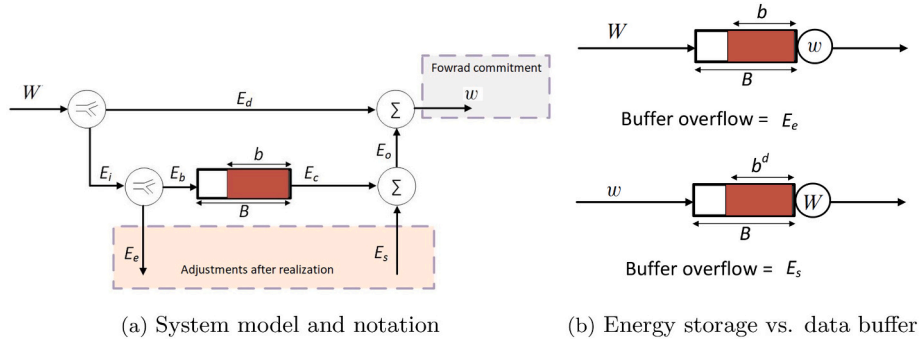 W
E_d
Σ
Fowrad commitment
w
E_o
E_i
E_b
b
E_c
Σ
B
E_e
Adjustments after realization
E_s
(a) System model and notation
W
b
w
B
Buffer overflow = E_e
w
b^d
W
B
Buffer overflow = E_s
(b) Energy storage vs. data buffer